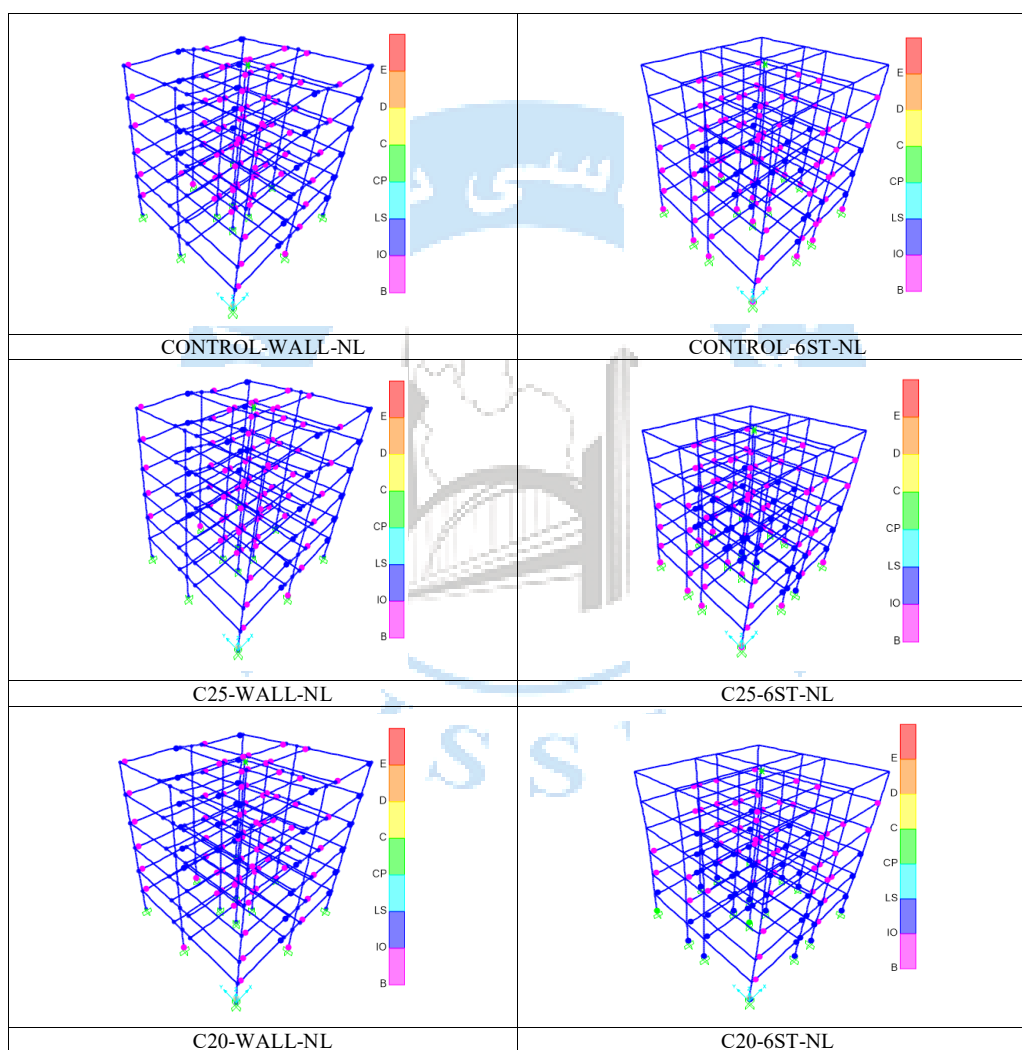 E
D
C
CP
LS
IO
B
E
D
C
CP
LS
IO
B
CONTROL-WALL-NL
CONTROL-6ST-NL
E
D
C
CP
LS
IO
B
E
D
C
CP
LS
IO
B
C25-WALL-NL
C25-6ST-NL
E
D
C
CP
LS
IO
B
E
D
C
CP
LS
IO
B
C20-WALL-NL
C20-6ST-NL